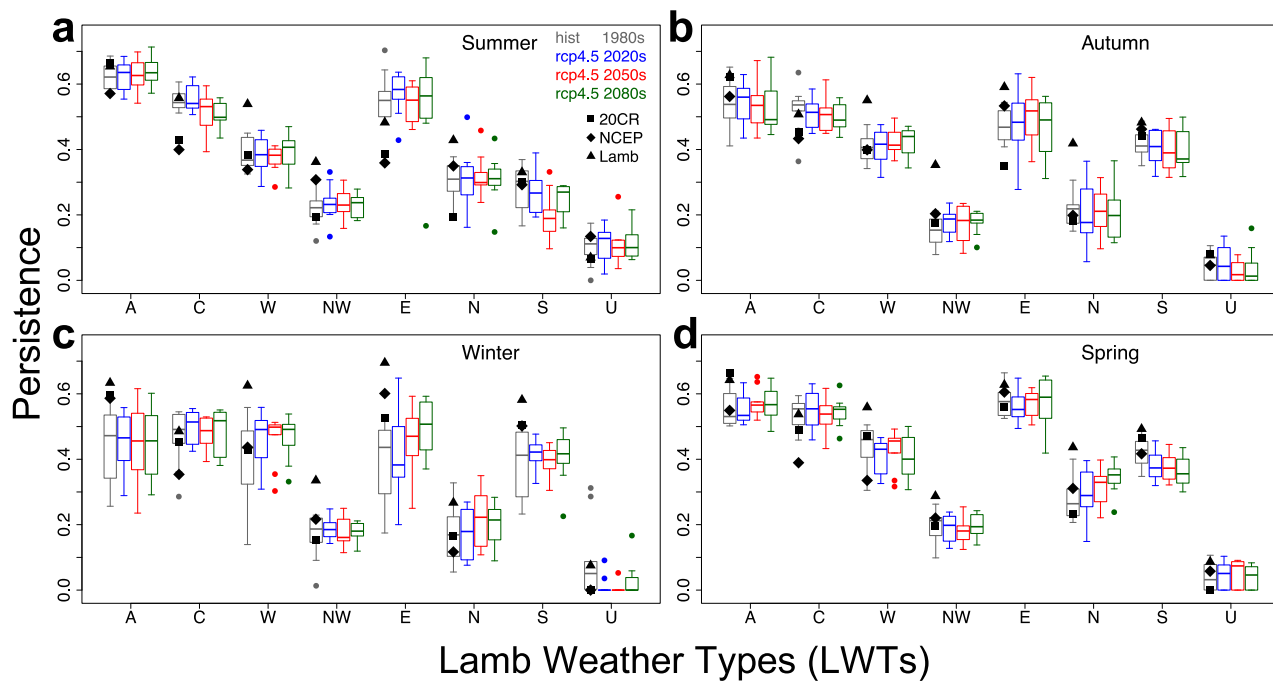 a
Summer
hist 1980s
rcp4.5 2020s
rcp4.5 2050s
rcp4.5 2080s
20CR
NCEP
Lamb
0.6
0.4
0.2
0.0
A C W NW E N S U
b
Autumn
0.6
0.4
0.2
0.0
A C W NW E N S U
c
Winter
0.6
0.4
0.2
0.0
A C W NW E N S U
d
Spring
0.6
0.4
0.2
0.0
A C W NW E N S U
Persistence
Lamb Weather Types (LWTs)